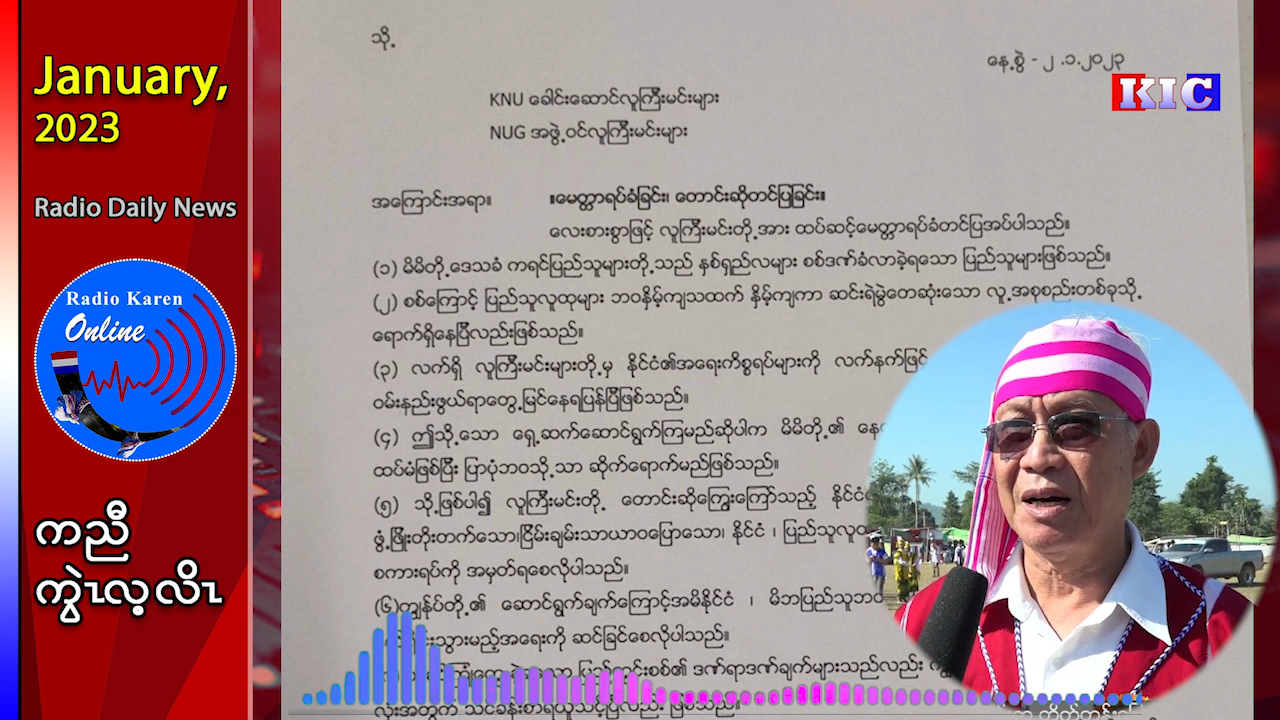 January,
2023
Radio Daily News
Radio Karen
Online
ကညီ
ကွဲၤလ့လိၤ
KIC
သို့
နေ့စွဲ - ၂ .၁.၂၀၂၃
KNU ခေါင်းဆောင်လူကြီးမင်းများ
NUG အဖွဲ့ဝင်လူကြီးမင်းများ
အကြောင်းအရာ။ ။မေတ္တာရပ်ခံခြင်း၊ တောင်းဆိုတင်ပြခြင်း။
လေးစားစွာဖြင့် လူကြီးမင်းတို့အား ထပ်ဆင့်မေတ္တာရပ်ခံတင်ပြအပ်ပါသည်။
(၁) မိမိတို့ဒေသခံ ကရင်ပြည်သူများတို့သည် နှစ်ရှည်လများ စစ်ဒဏ်ခံလာခဲ့ရသော ပြည်သူများဖြစ်သည်။
(၂) စစ်ကြောင့် ပြည်သူလူထုများ ဘဝနိမ့်ကျသထက် နိမ့်ကျကာ ဆင်းရဲမွဲတေဆုံးသော လူ့အစုစည်းတစ်ခုသို့
ရောက်ရှိနေပြီလည်းဖြစ်သည်။
(၃) လက်ရှိ လူကြီးမင်းများတို့မှ နိုင်ငံ၏အရေးကိစ္စရပ်များကို လက်နက်ဖြင့်
ဝမ်းနည်းဖွယ်ရာတွေ့မြင်နေရပြန်ပြီဖြစ်သည်။
(၄) ဤသို့သော ရှေ့ဆက်ဆောင်ရွက်ကြမည်ဆိုပါက မိမိတို့၏
ထပ်မံဖြစ်ပြီး ပြာပုံဘဝသို့သာ ဆိုက်ရောက်မည်ဖြစ်သည်။
(၅) သို့ဖြစ်ပါ၍ လူကြီးမင်းတို့ တောင်းဆိုကြွေးကြော်သည့်
ဖွံ့ဖြိုးတိုးတက်သော၊ငြိမ်းချမ်းသာယာဝပြောသော၊ နိုင်ငံ ၊
စကားရပ်ကို အမှတ်ရစေလိုပါသည်။
(၆)ကျွန်ုပ်တို့၏ ဆောင်ရွက်ချက်ကြောင့်အမိနိုင်ငံ ၊
အရေးကို ဆင်ခြင်စေလိုပါသည်။
ပြည်တွင်းစစ်၏ ဒဏ်ရာဒဏ်ချက်များသည်လည်း